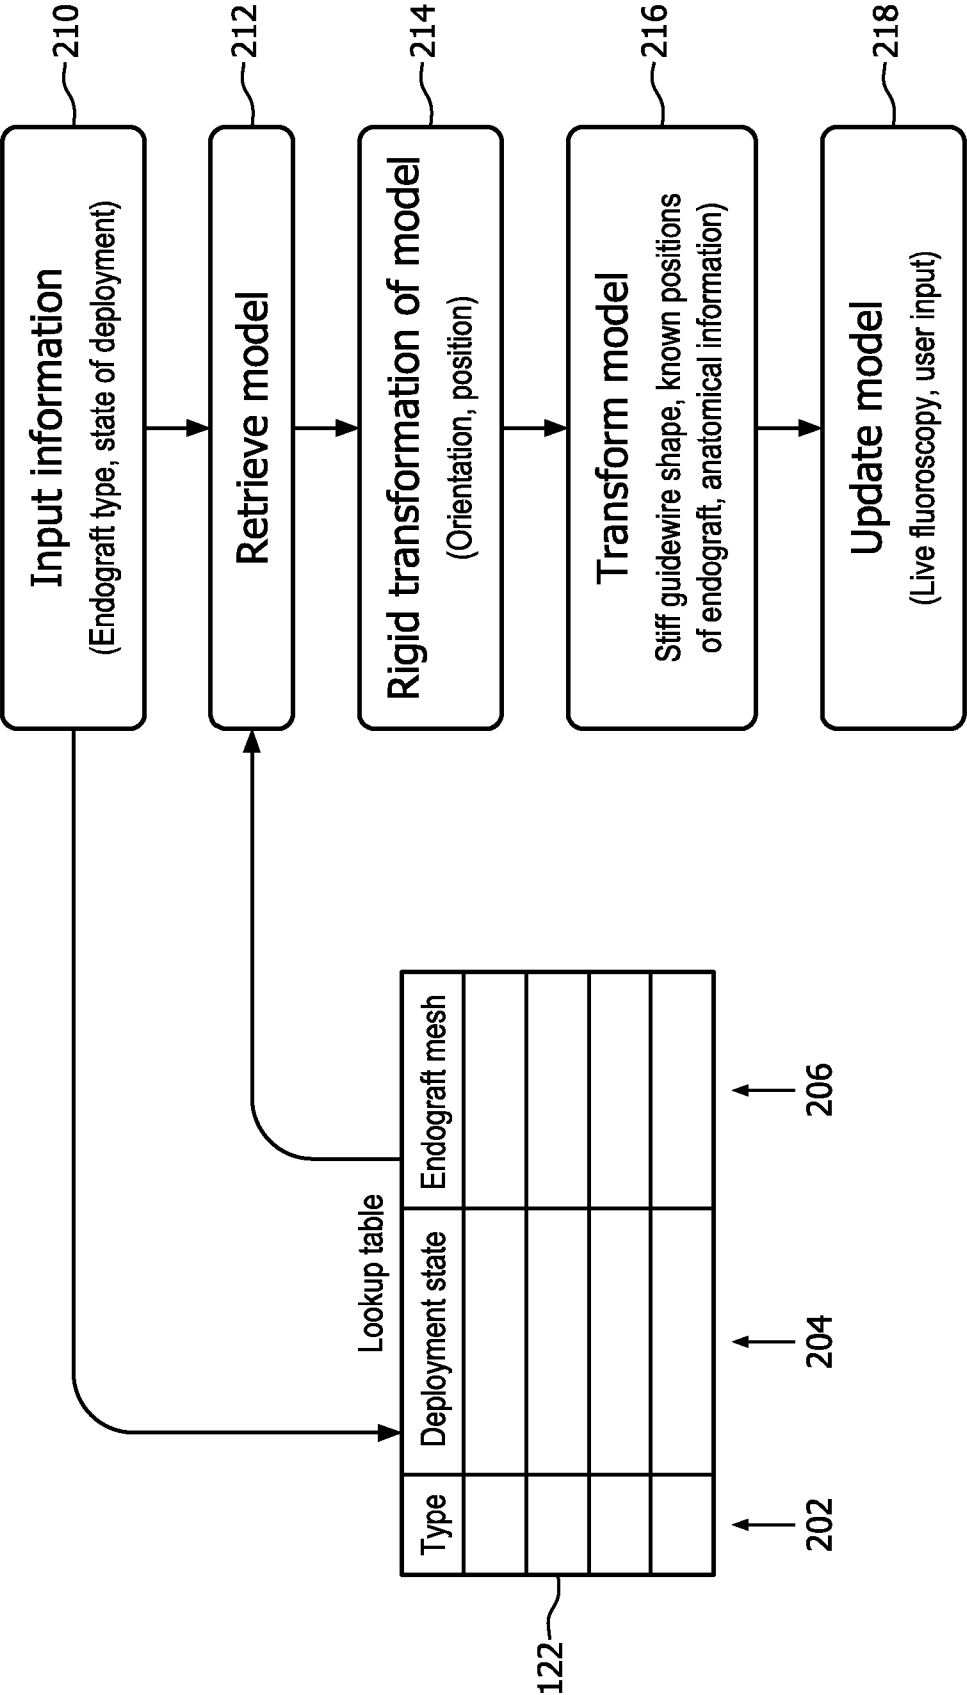 Input information
(Endograft type, state of deployment)
210
Retrieve model
212
Rigid transformation of model
(Orientation, position)
214
Transform model
Stiff guidewire shape, known positions
of endograft, anatomical information)
216
Update model
(Live fluoroscopy, user input)
218
Lookup table
Type
Deployment state
Endograft mesh
122
202
204
206